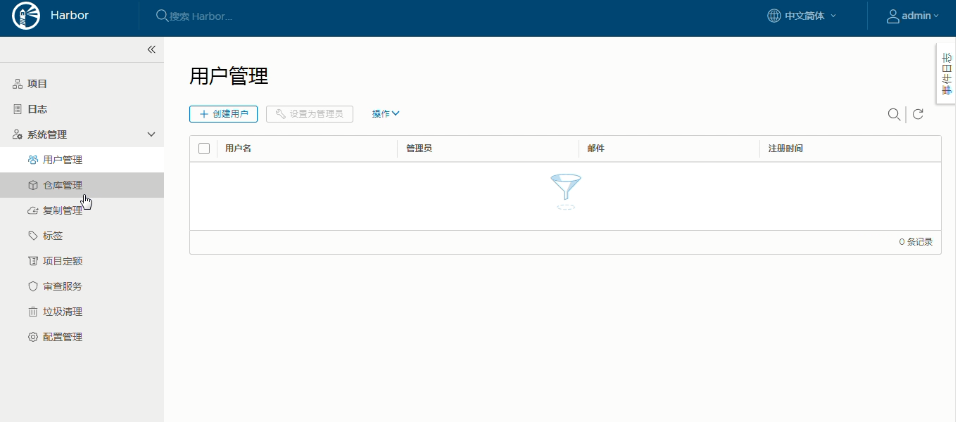 Harbor
搜索 Harbor...
中文简体
admin
事件日志
项目
日志
系统管理
用户管理
仓库管理
复制管理
标签
项目定额
审查服务
垃圾清理
配置管理
用户管理
创建用户
设置为管理员
操作
用户名
管理员
邮件
注册时间
0 条记录